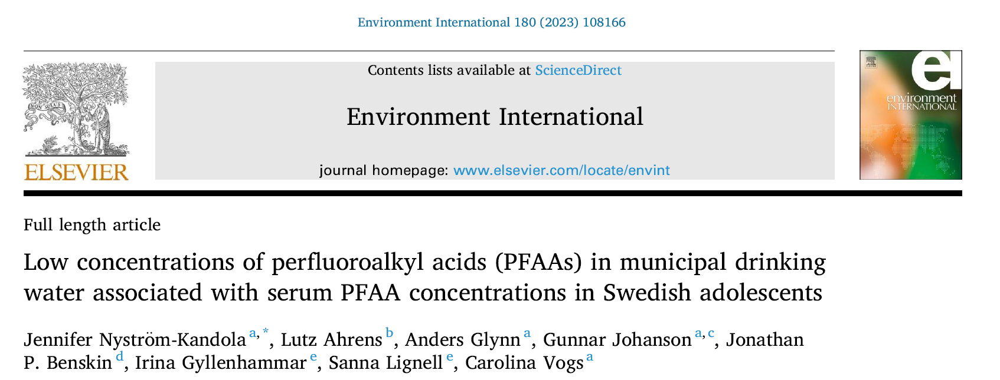 Environment International 180 (2023) 108166
Contents lists available at ScienceDirect
Environment International
journal homepage: www.elsevier.com/locate/envint
NON SOLUS
ELSEVIER
ei
environment
INTERNATIONAL
Full length article
Low concentrations of perfluoroalkyl acids (PFAAs) in municipal drinking
water associated with serum PFAA concentrations in Swedish adolescents
Jennifer Nyström-Kandola a,*, Lutz Ahrens b, Anders Glynn a, Gunnar Johanson a,c, Jonathan
P. Benskin d, Irina Gyllenhammar e, Sanna Lignell e, Carolina Vogs a